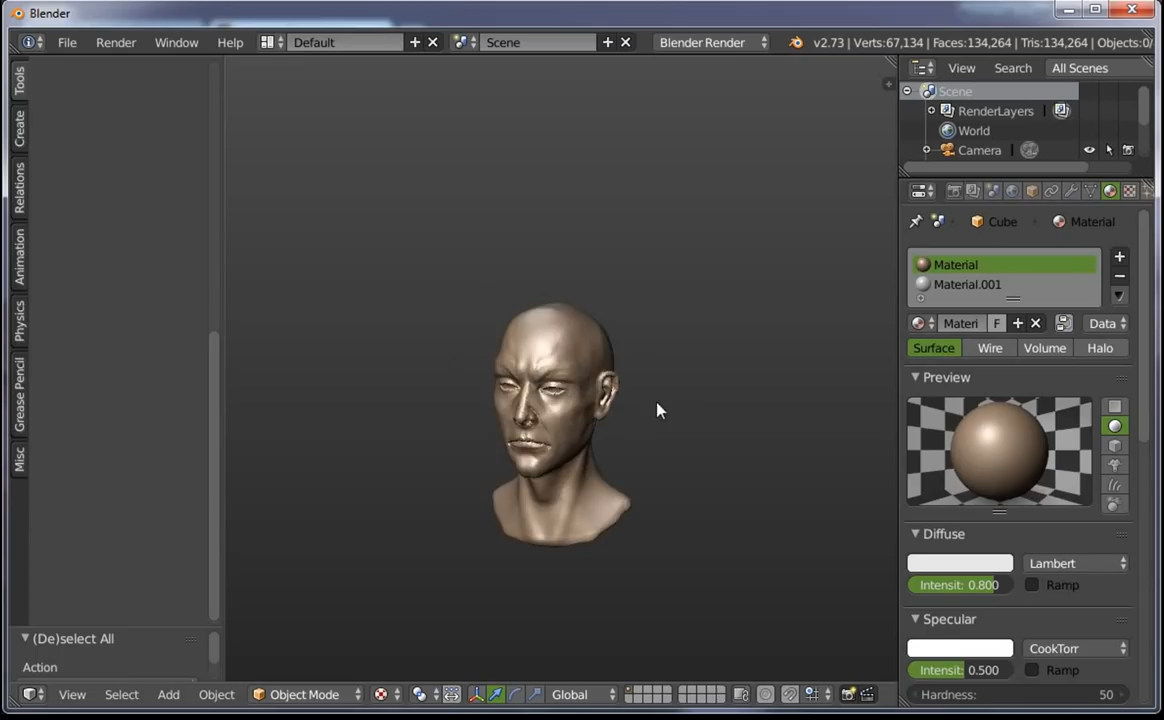 Blender
File Render Window Help Default Scene Blender Render v2.73 | Verts:67,134 | Faces:134,264 | Tris:134,264 | Objects:0/
View Search All Scenes
Scene
RenderLayers
World
Camera
Tools
Create
Relations
Animation
Physics
Grease Pencil
Misc
Cube Material
Material
Material.001
Materi F Data
Surface Wire Volume Halo
Preview
Diffuse
Lambert
Intensit: 0.800 Ramp
Specular
CookTorr
Intensit: 0.500 Ramp
Hardness: 50
(De)select All
Action
View Select Add Object Object Mode Global